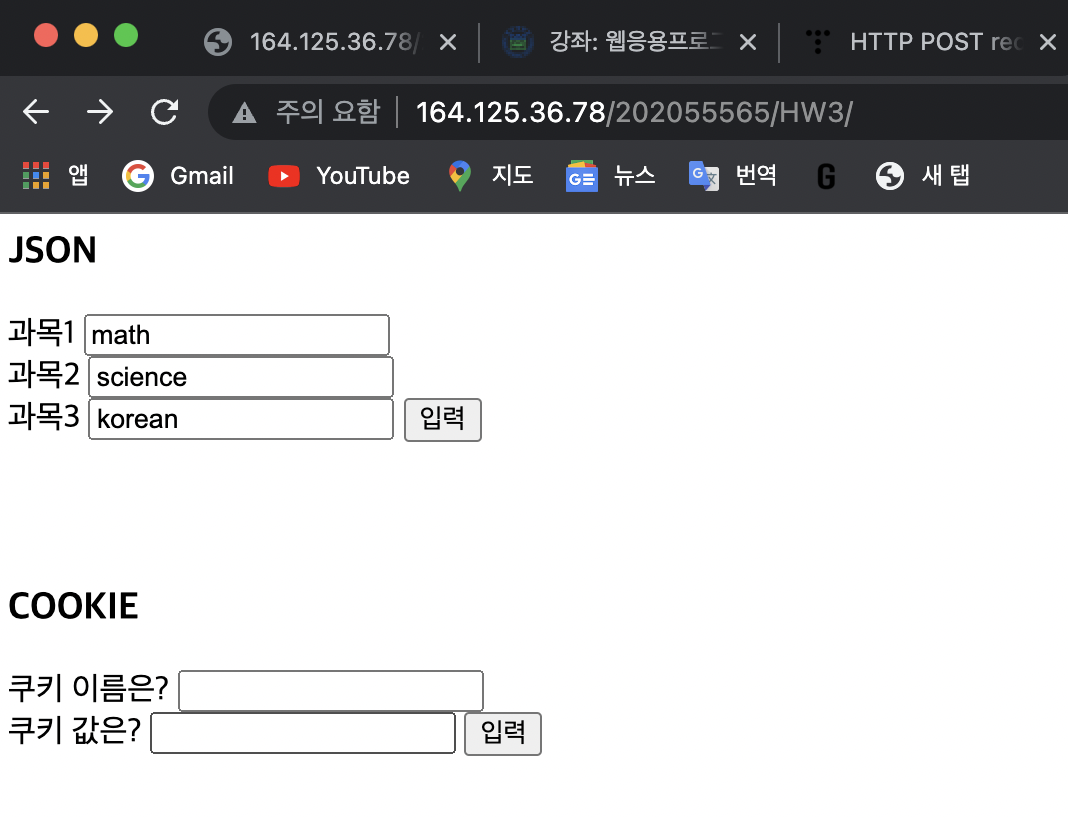 164.125.36.78/ 강좌: 웹응용프로그 HTTP POST rec
주의 요함 164.125.36.78/202055565/HW3/
앱 Gmail YouTube 지도 뉴스 번역 G 새 탭
JSON
과목1 math
과목2 science
과목3 korean 입력
COOKIE
쿠키 이름은?
쿠키 값은? 입력